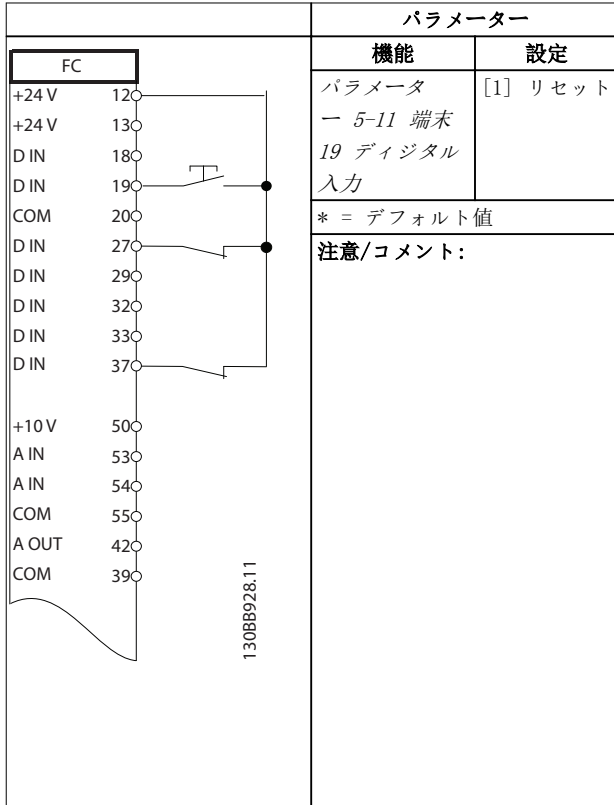 パラメーター
機能 設定
パラメータ [1] リセット
ー 5-11 端末
19 ディジタル
入力
* = デフォルト値
注意/コメント:
FC
+24 V 12
+24 V 13
D IN 18
D IN 19
COM 20
D IN 27
D IN 29
D IN 32
D IN 33
D IN 37
+10 V 50
A IN 53
A IN 54
COM 55
A OUT 42
COM 39
130BB928.11